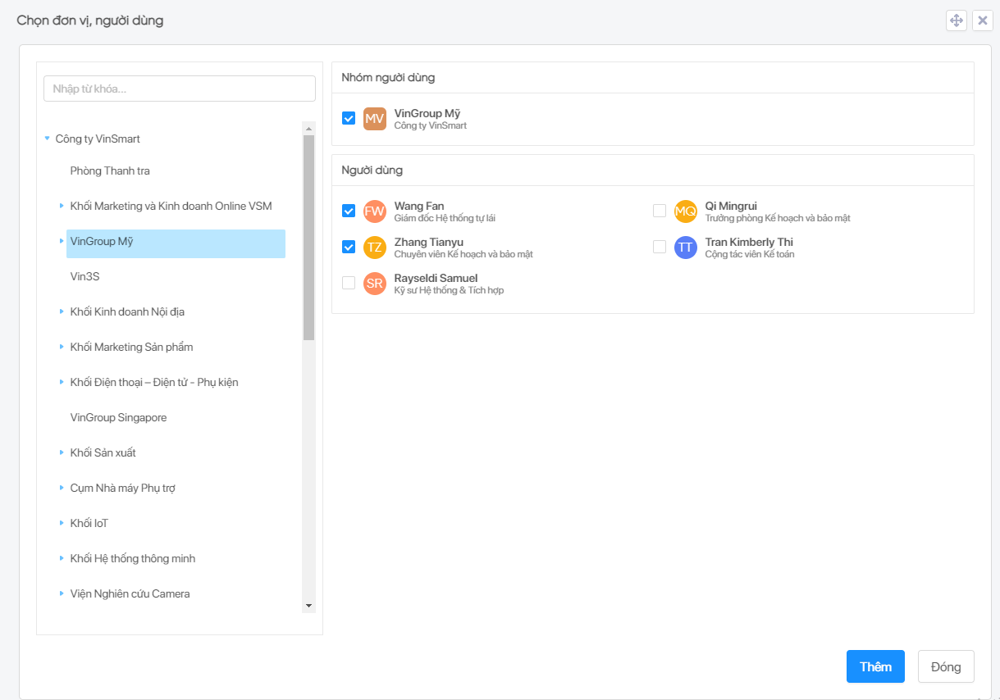 Chọn đơn vị, người dùng
Nhập từ khóa...
Công ty VinSmart
Phòng Thanh tra
Khối Marketing và Kinh doanh Online VSM
VinGroup Mỹ
Vin3S
Khối Kinh doanh Nội địa
Khối Marketing Sản phẩm
Khối Điện thoại – Điện tử - Phụ kiện
VinGroup Singapore
Khối Sản xuất
Cụm Nhà máy Phụ trợ
Khối IoT
Khối Hệ thống thông minh
Viện Nghiên cứu Camera
Nhóm người dùng
MV
VinGroup Mỹ
Công ty VinSmart
Người dùng
FW
Wang Fan
Giám đốc Hệ thống tự lái
MQ
Qi Mingrui
Trưởng phòng Kế hoạch và bảo mật
TZ
Zhang Tianyu
Chuyên viên Kế hoạch và bảo mật
TT
Tran Kimberly Thi
Cộng tác viên Kế toán
SR
Rayseldi Samuel
Kỹ sư Hệ thống & Tích hợp
Thêm
Đóng